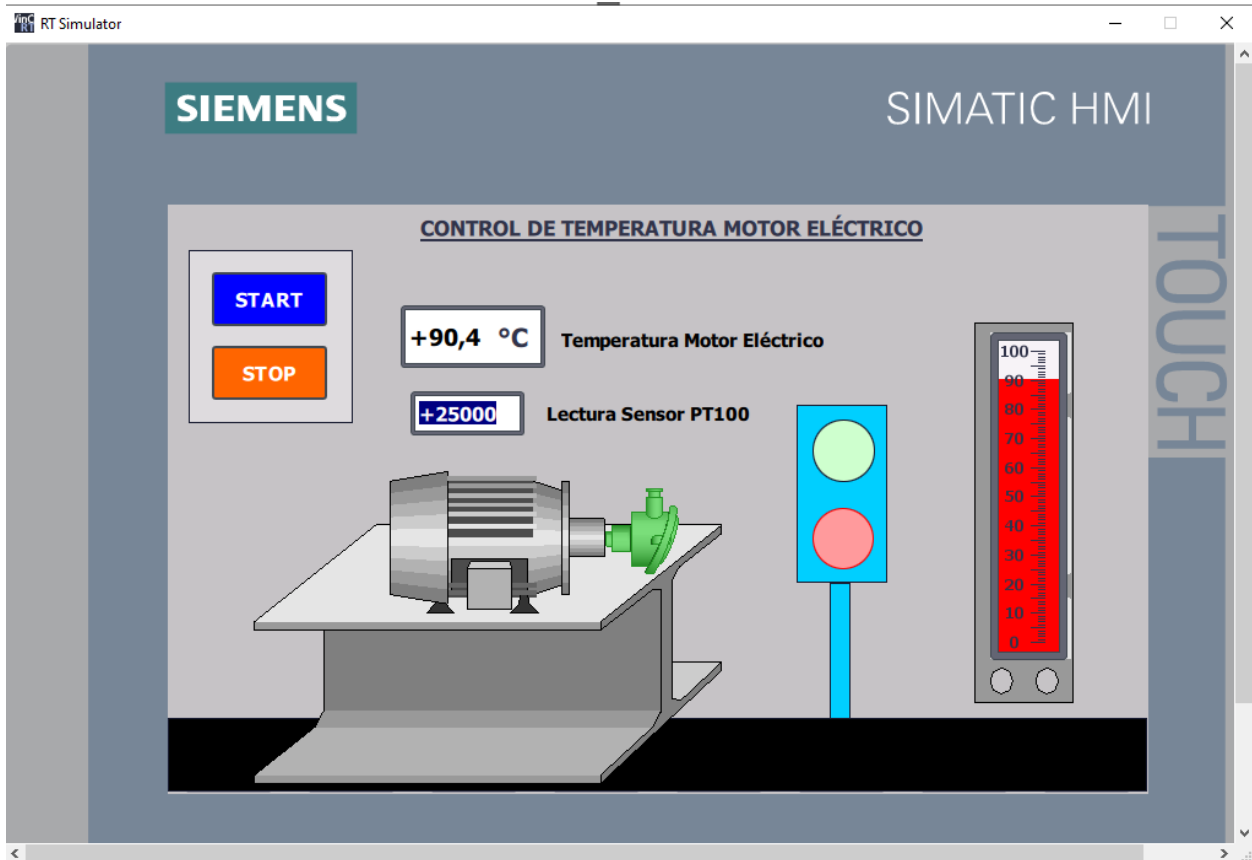 RT Simulator
SIEMENS
SIMATIC HMI
TOUCH
CONTROL DE TEMPERATURA MOTOR ELÉCTRICO
START
STOP
+90,4 °C
Temperatura Motor Eléctrico
+25000
Lectura Sensor PT100
100
90
80
70
60
50
40
30
20
10
0